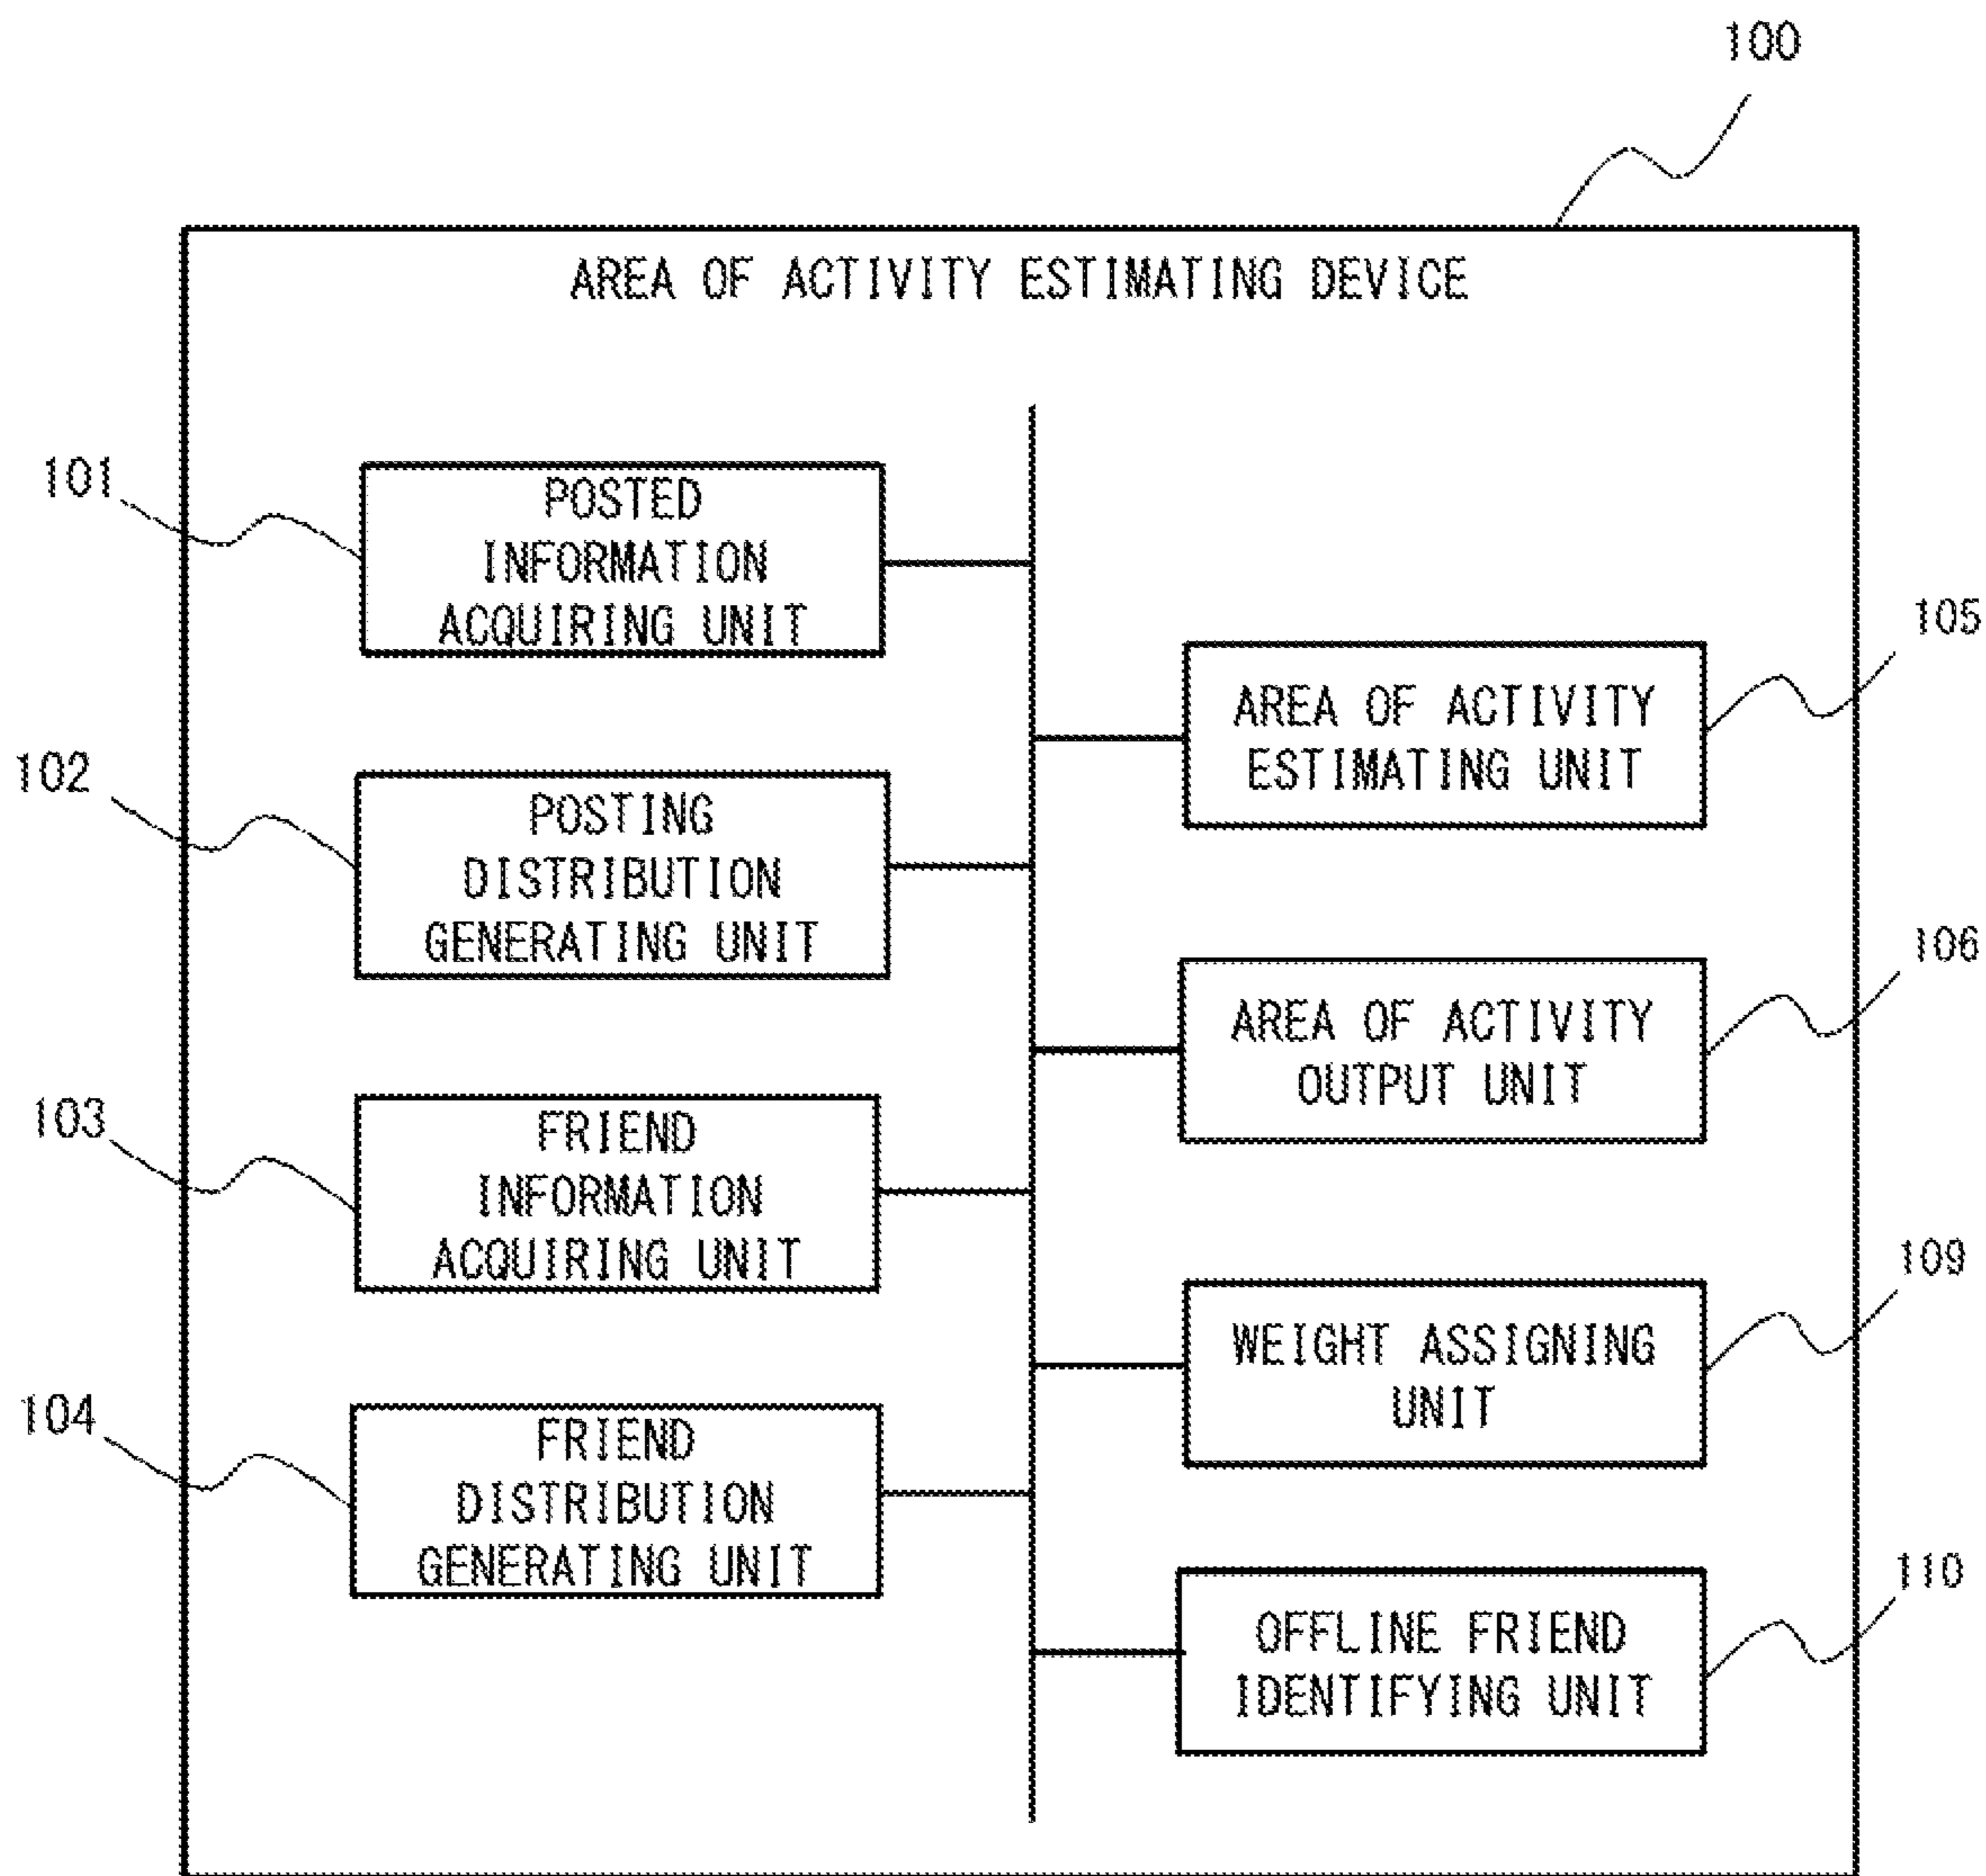 100
AREA OF ACTIVITY ESTIMATING DEVICE
101
POSTED
INFORMATION
ACQUIRING UNIT
102
POSTING
DISTRIBUTION
GENERATING UNIT
103
FRIEND
INFORMATION
ACQUIRING UNIT
104
FRIEND
DISTRIBUTION
GENERATING UNIT
105
AREA OF ACTIVITY
ESTIMATING UNIT
106
AREA OF ACTIVITY
OUTPUT UNIT
109
WEIGHT ASSIGNING
UNIT
110
OFFLINE FRIEND
IDENTIFYING UNIT